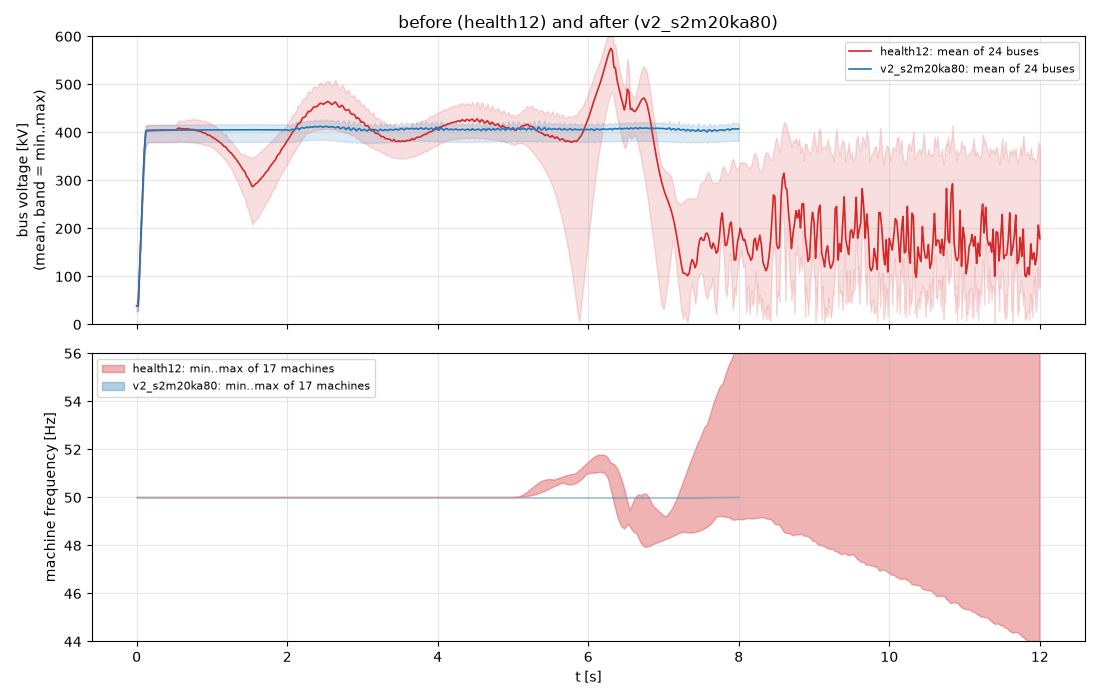 before (health12) and after (v2_s2m20ka80)
health12: mean of 24 buses
v2_s2m20ka80: mean of 24 buses
600
500
400
300
200
100
0
bus voltage [kV]
(mean, band = min..max)
health12: min..max of 17 machines
v2_s2m20ka80: min..max of 17 machines
56
54
52
50
48
46
44
machine frequency [Hz]
0 2 4 6 8 10 12
t [s]